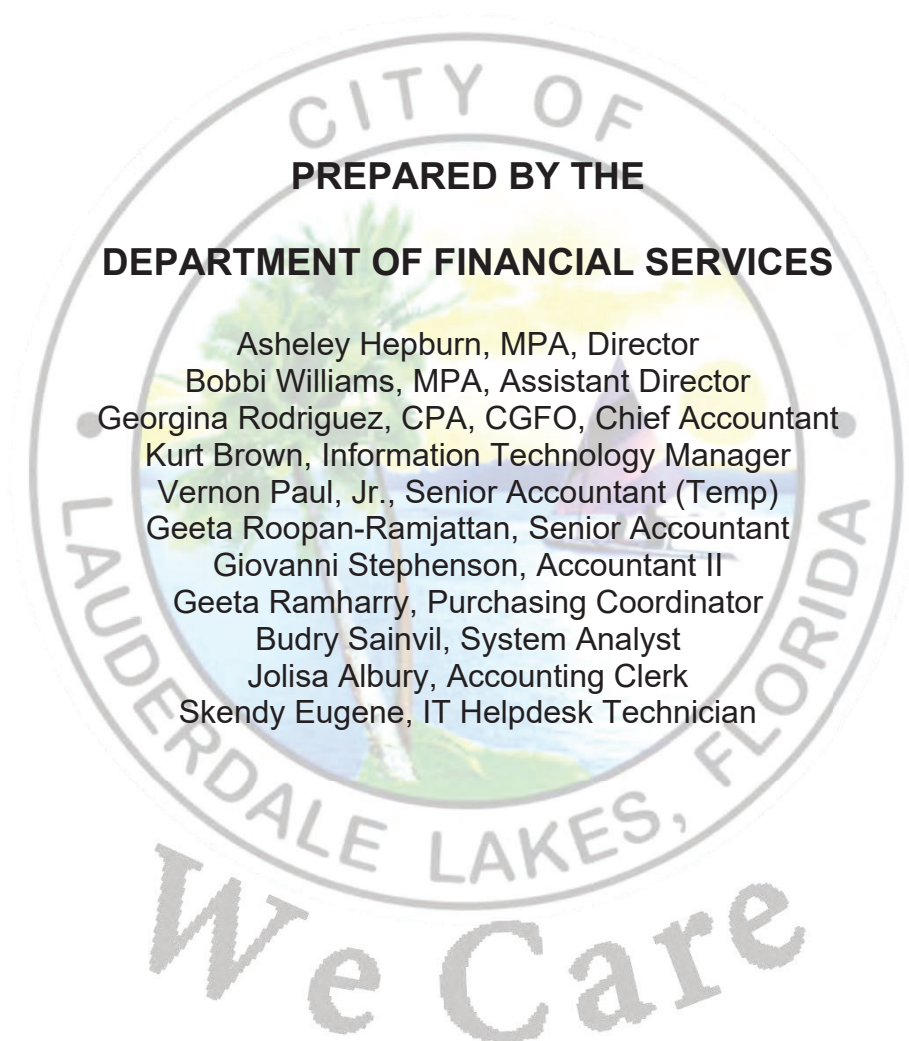 CITY OF
PREPARED BY THE
DEPARTMENT OF FINANCIAL SERVICES
Asheley Hepburn, MPA, Director
Bobbi Williams, MPA, Assistant Director
Georgina Rodriguez, CPA, CGFO, Chief Accountant
Kurt Brown, Information Technology Manager
Vernon Paul, Jr., Senior Accountant (Temp)
Geeta Roopan-Ramjattan, Senior Accountant
Giovanni Stephenson, Accountant II
Geeta Ramharry, Purchasing Coordinator
Budry Sainvil, System Analyst
Jolisa Albury, Accounting Clerk
Skendy Eugene, IT Helpdesk Technician
LAUDERDALE LAKES, FLORIDA
We Care